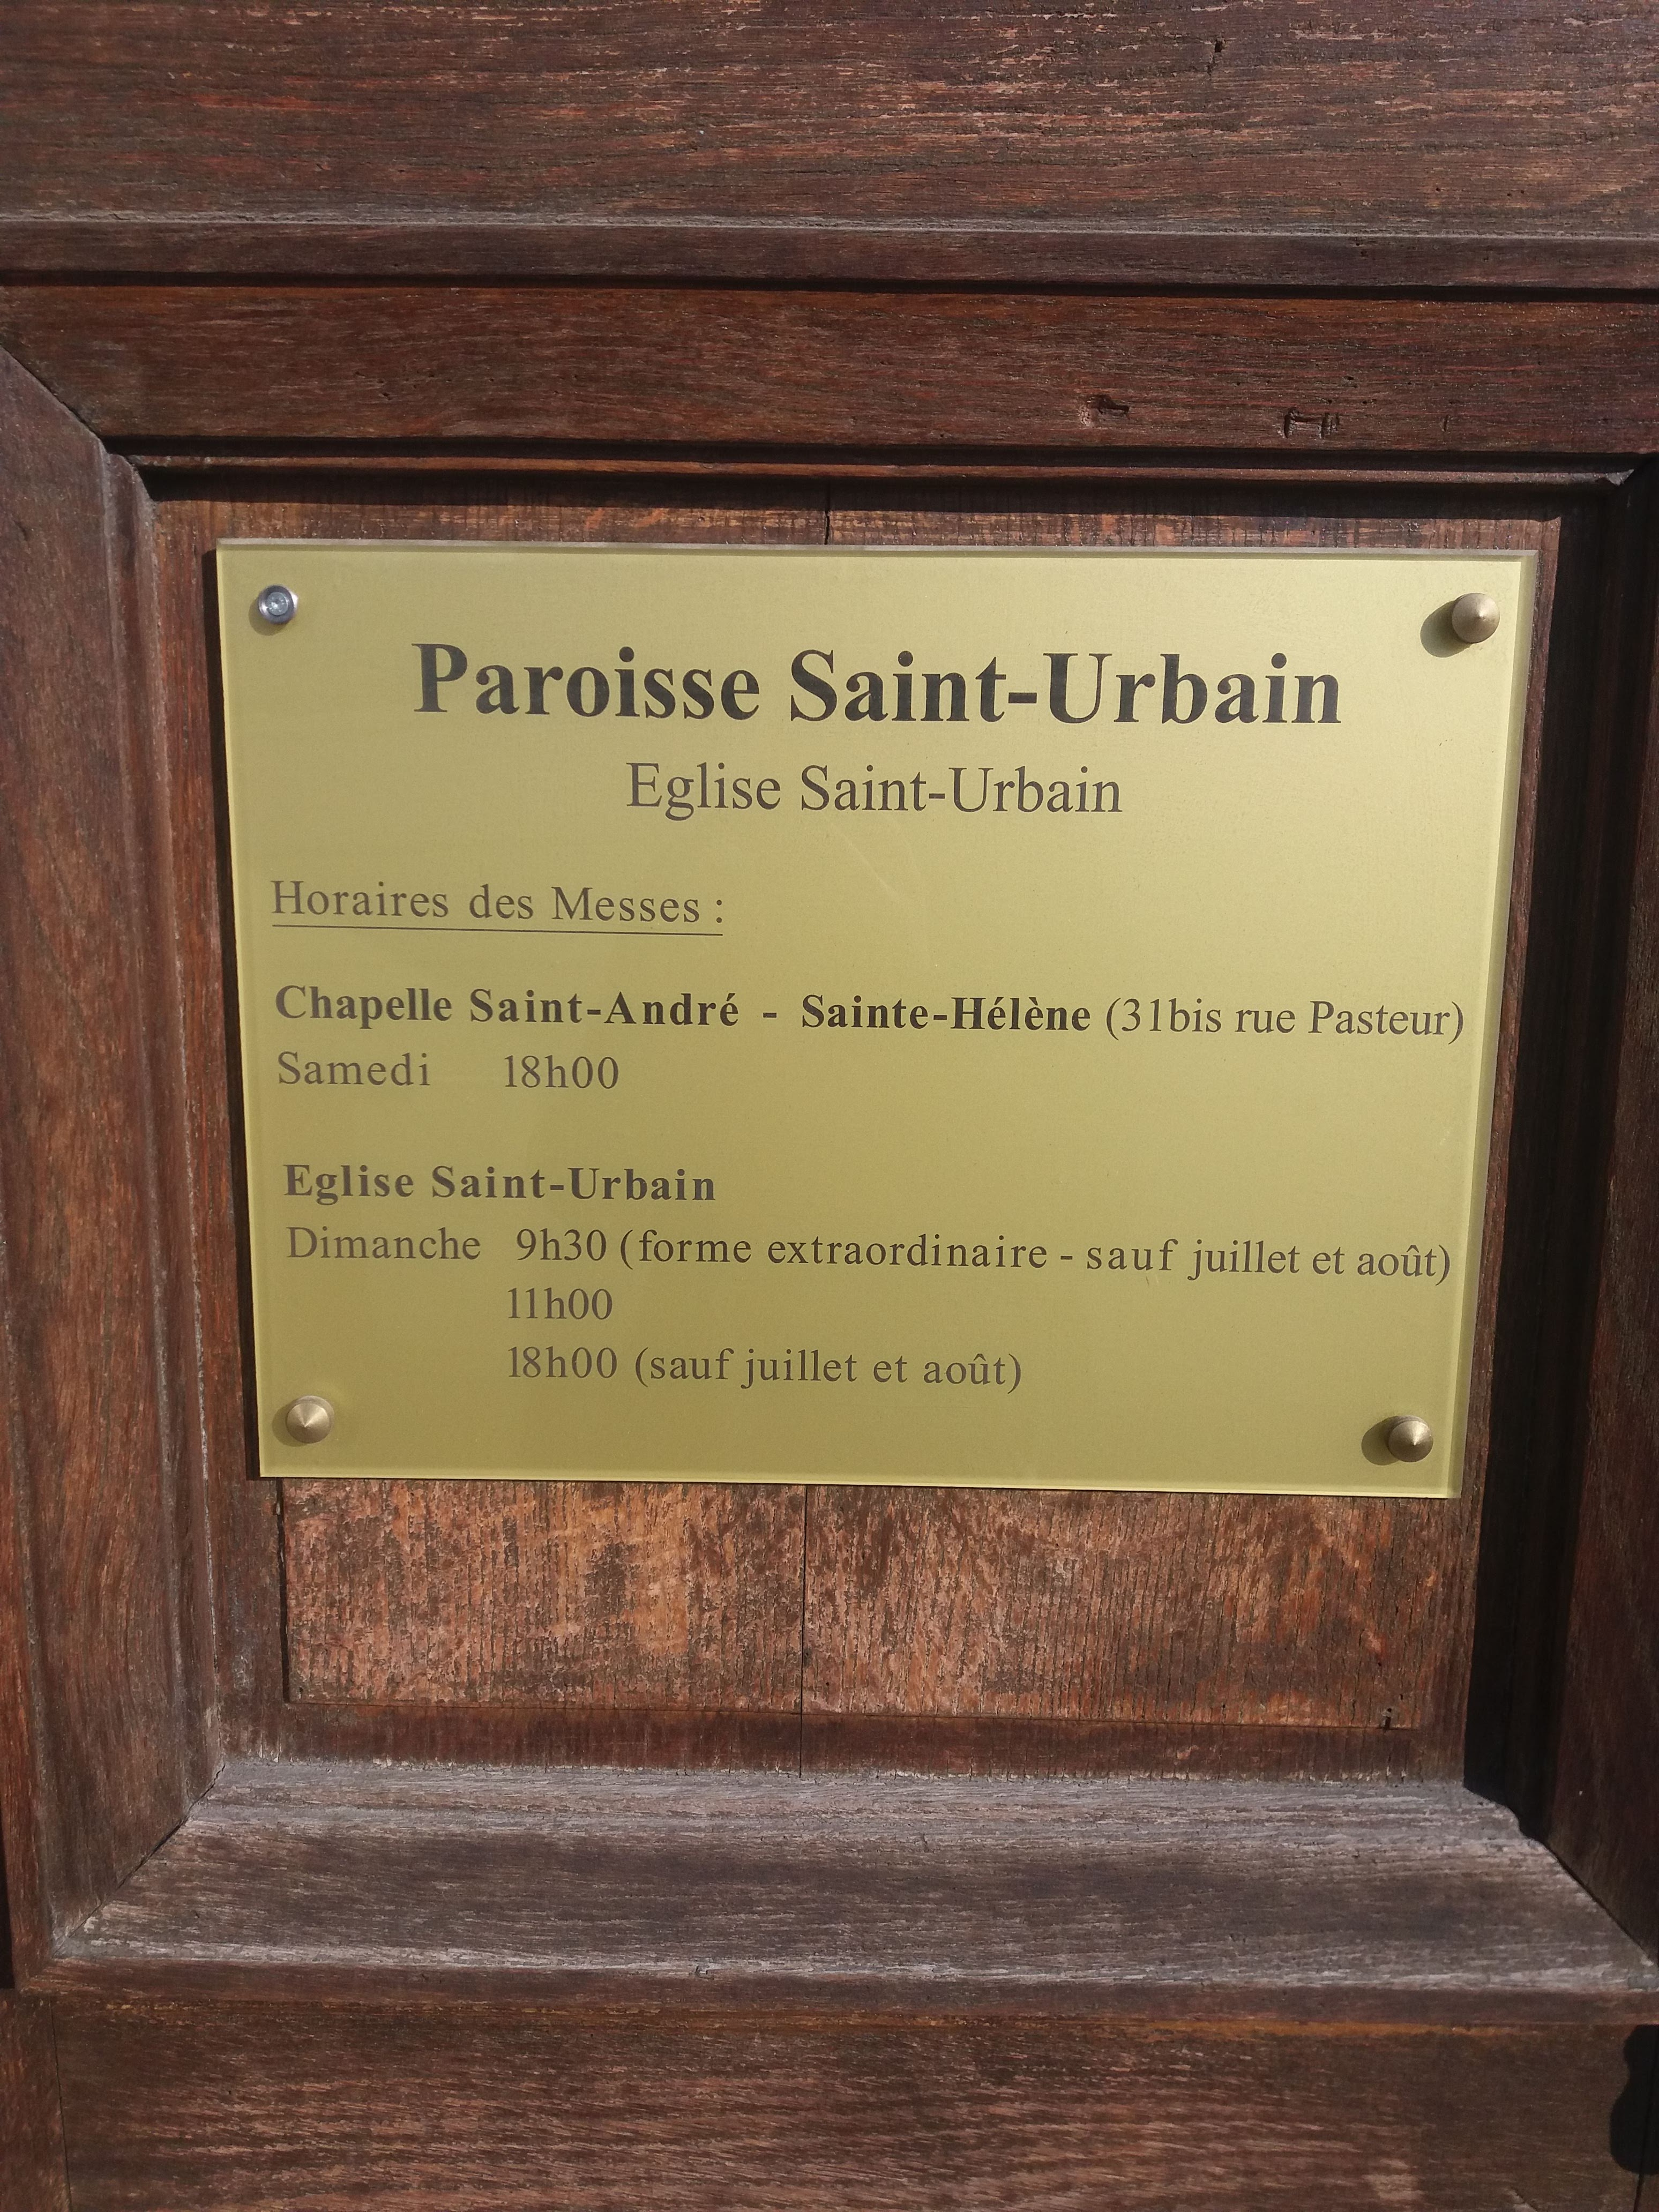 Paroisse Saint-Urbain
Eglise Saint-Urbain
Horaires des Messes :
Chapelle Saint-André - Sainte-Hélène (31bis rue Pasteur)
Samedi 18h00
Eglise Saint-Urbain
Dimanche 9h30 (forme extraordinaire - sauf juillet et août)
11h00
18h00 (sauf juillet et août)